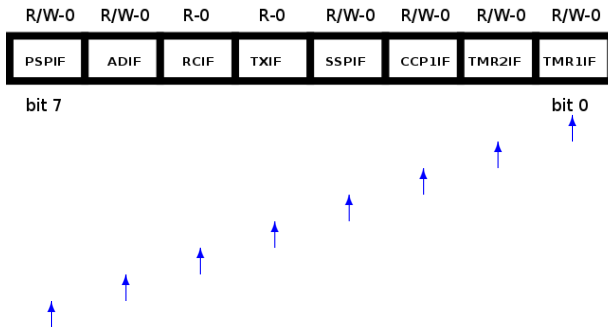 R/W-0 R/W-0 R-0 R-0 R/W-0 R/W-0 R/W-0 R/W-0
PSPIF ADIF RCIF TXIF SSPIF CCP1IF TMR2IF TMR1IF
bit 7 bit 0